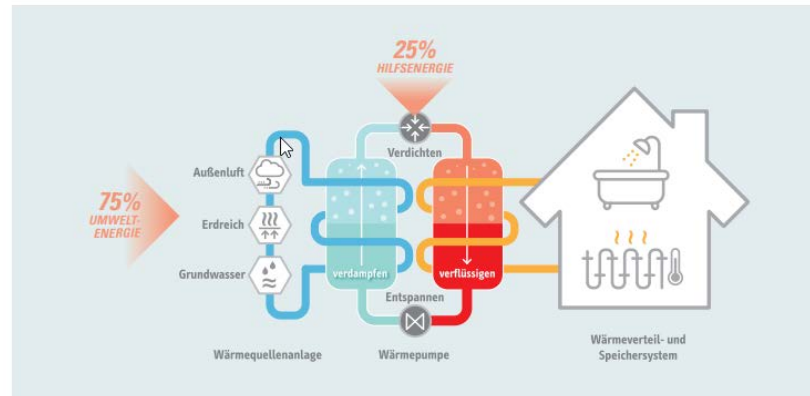 25%
HILFSENERGIE
Verdichten
Außenluft
75%
UMWELT-
ENERGIE
Erdreich
Grundwasser
verdampfen
verflüssigen
Entspannen
Wärmequellenanlage
Wärmepumpe
Wärmeverteil- und
Speichersystem